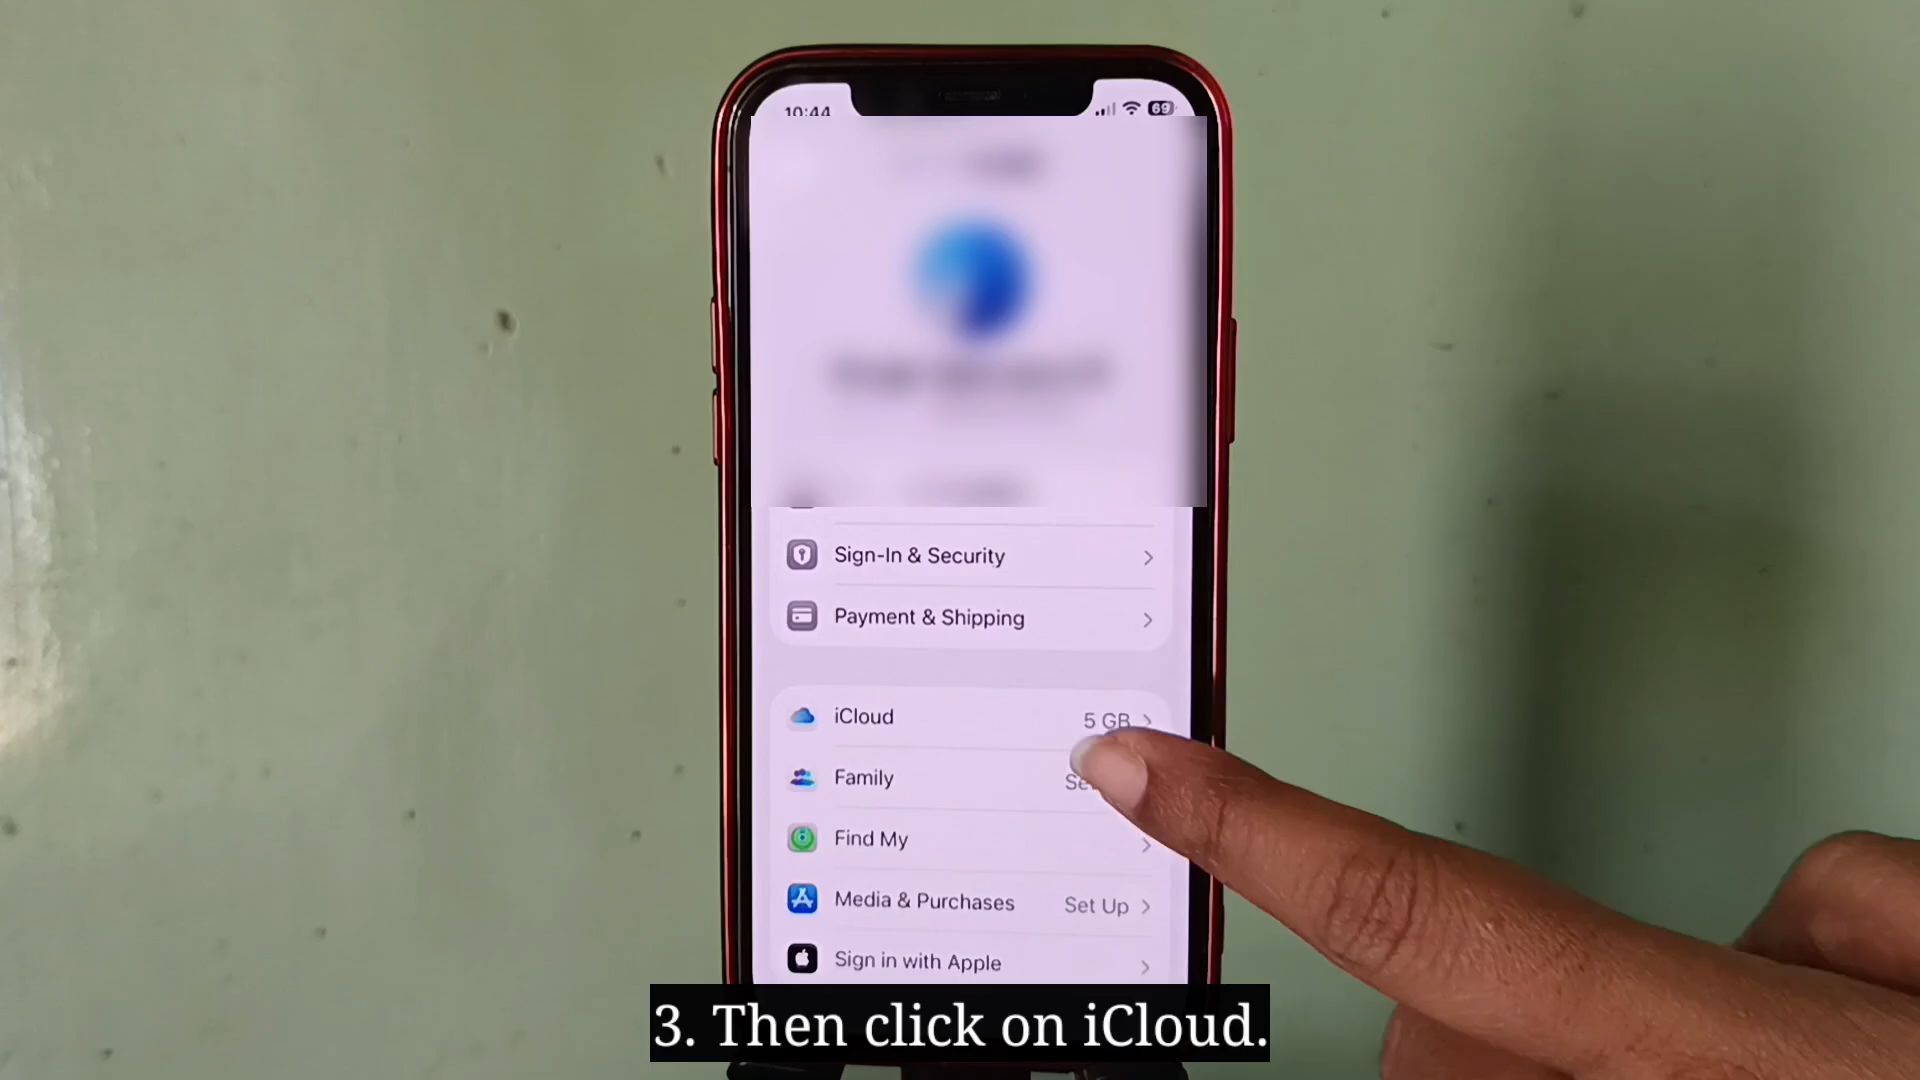 10:44
69
Sign-In & Security
Payment & Shipping
iCloud 5 GB
Family
Find My
Media & Purchases Set Up
Sign in with Apple
3. Then click on iCloud.